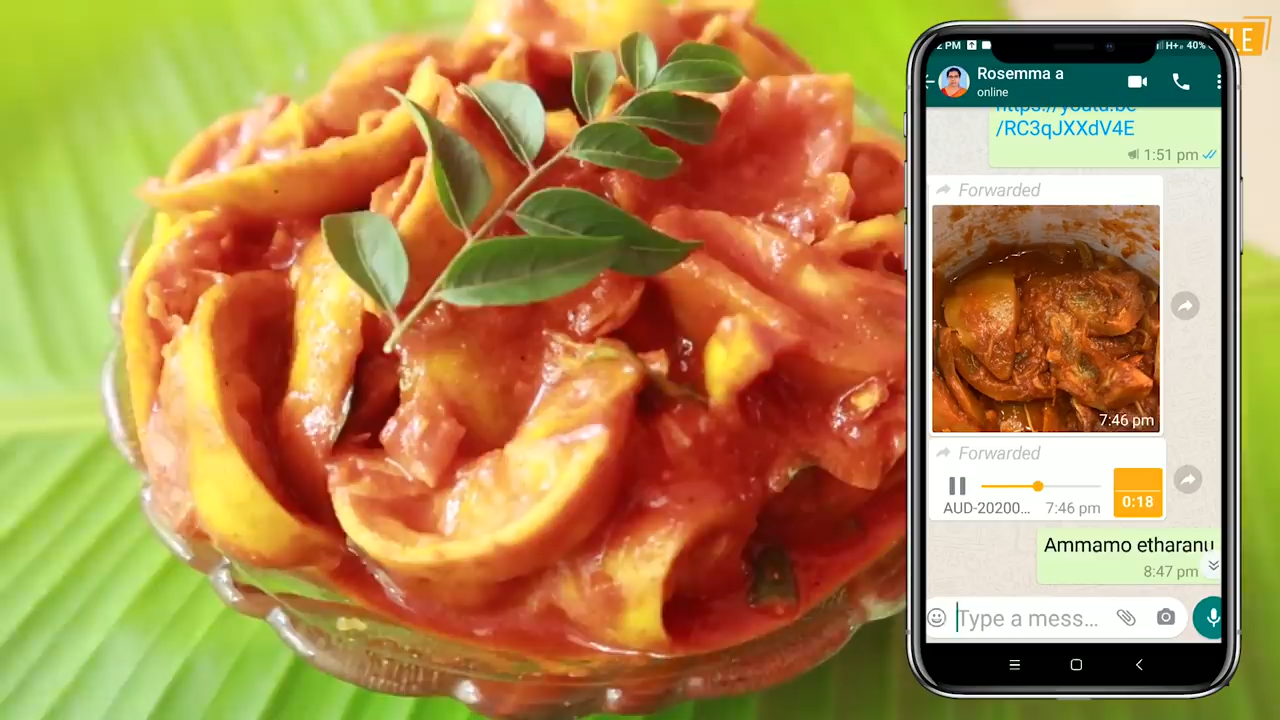 LE
2 PM
H+ 40%
Rosemma a
online
https://youtu.be
/RC3qJXXdV4E
1:51 pm
Forwarded
7:46 pm
Forwarded
0:18
AUD-20200... 7:46 pm
Ammamo etharanu
8:47 pm
Type a mess...